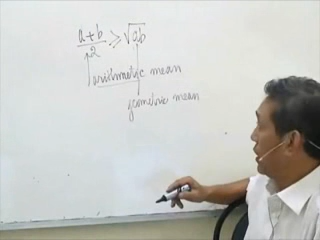 a+b/2 ≥ √ab
arithmetic mean
geometric mean